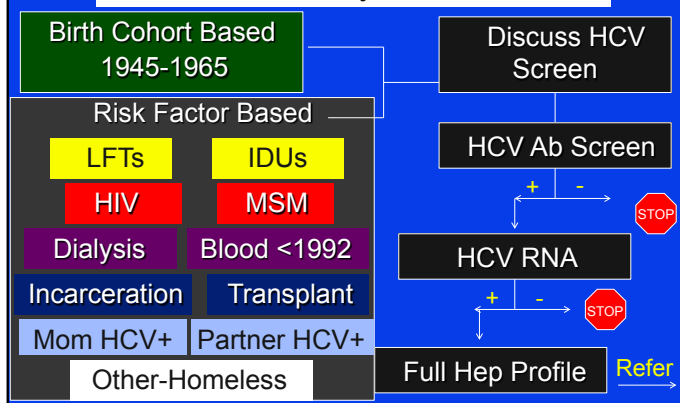 Birth Cohort Based
1945-1965
Risk Factor Based
LFTs
IDUs
HIV
MSM
Dialysis
Blood <1992
Incarceration
Transplant
Mom HCV+
Partner HCV+
Other-Homeless
Discuss HCV
Screen
HCV Ab Screen
+ -
STOP
HCV RNA
+ -
STOP
Full Hep Profile
Refer